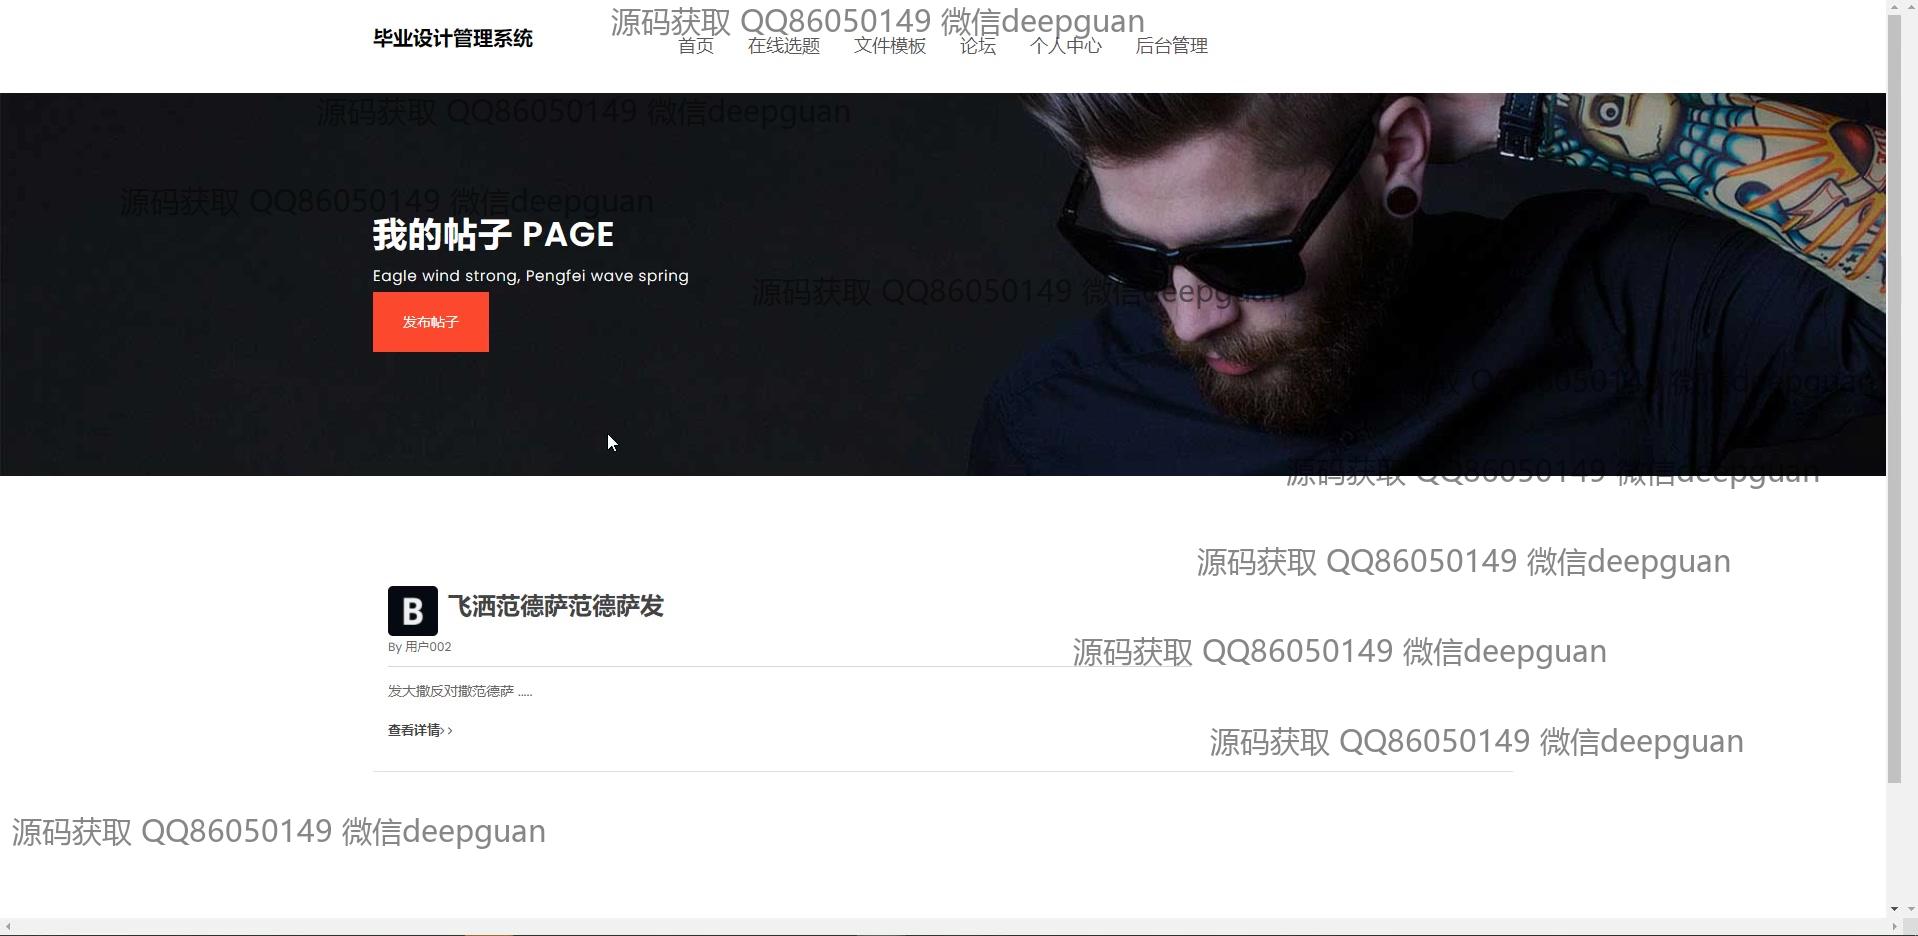 源码获取 QQ86050149 微信deepguan
毕业设计管理系统
首页 在线选题 文件模板 论坛 个人中心 后台管理
源码获取 QQ86050149 微信deepguan
源码获取 QQ86050149 微信deepguan
我的帖子 PAGE
Eagle wind strong, Pengfei wave spring
源码获取 QQ86050149 微信deepguan
发布帖子
QQ86050149 微信deepguan
源码获取 QQ86050149 微信deepguan
源码获取 QQ86050149 微信deepguan
B
飞洒范德萨范德萨发
By 用户002
源码获取 QQ86050149 微信deepguan
发大撒反对撒范德萨 .....
查看详情>>
源码获取 QQ86050149 微信deepguan
源码获取 QQ86050149 微信deepguan